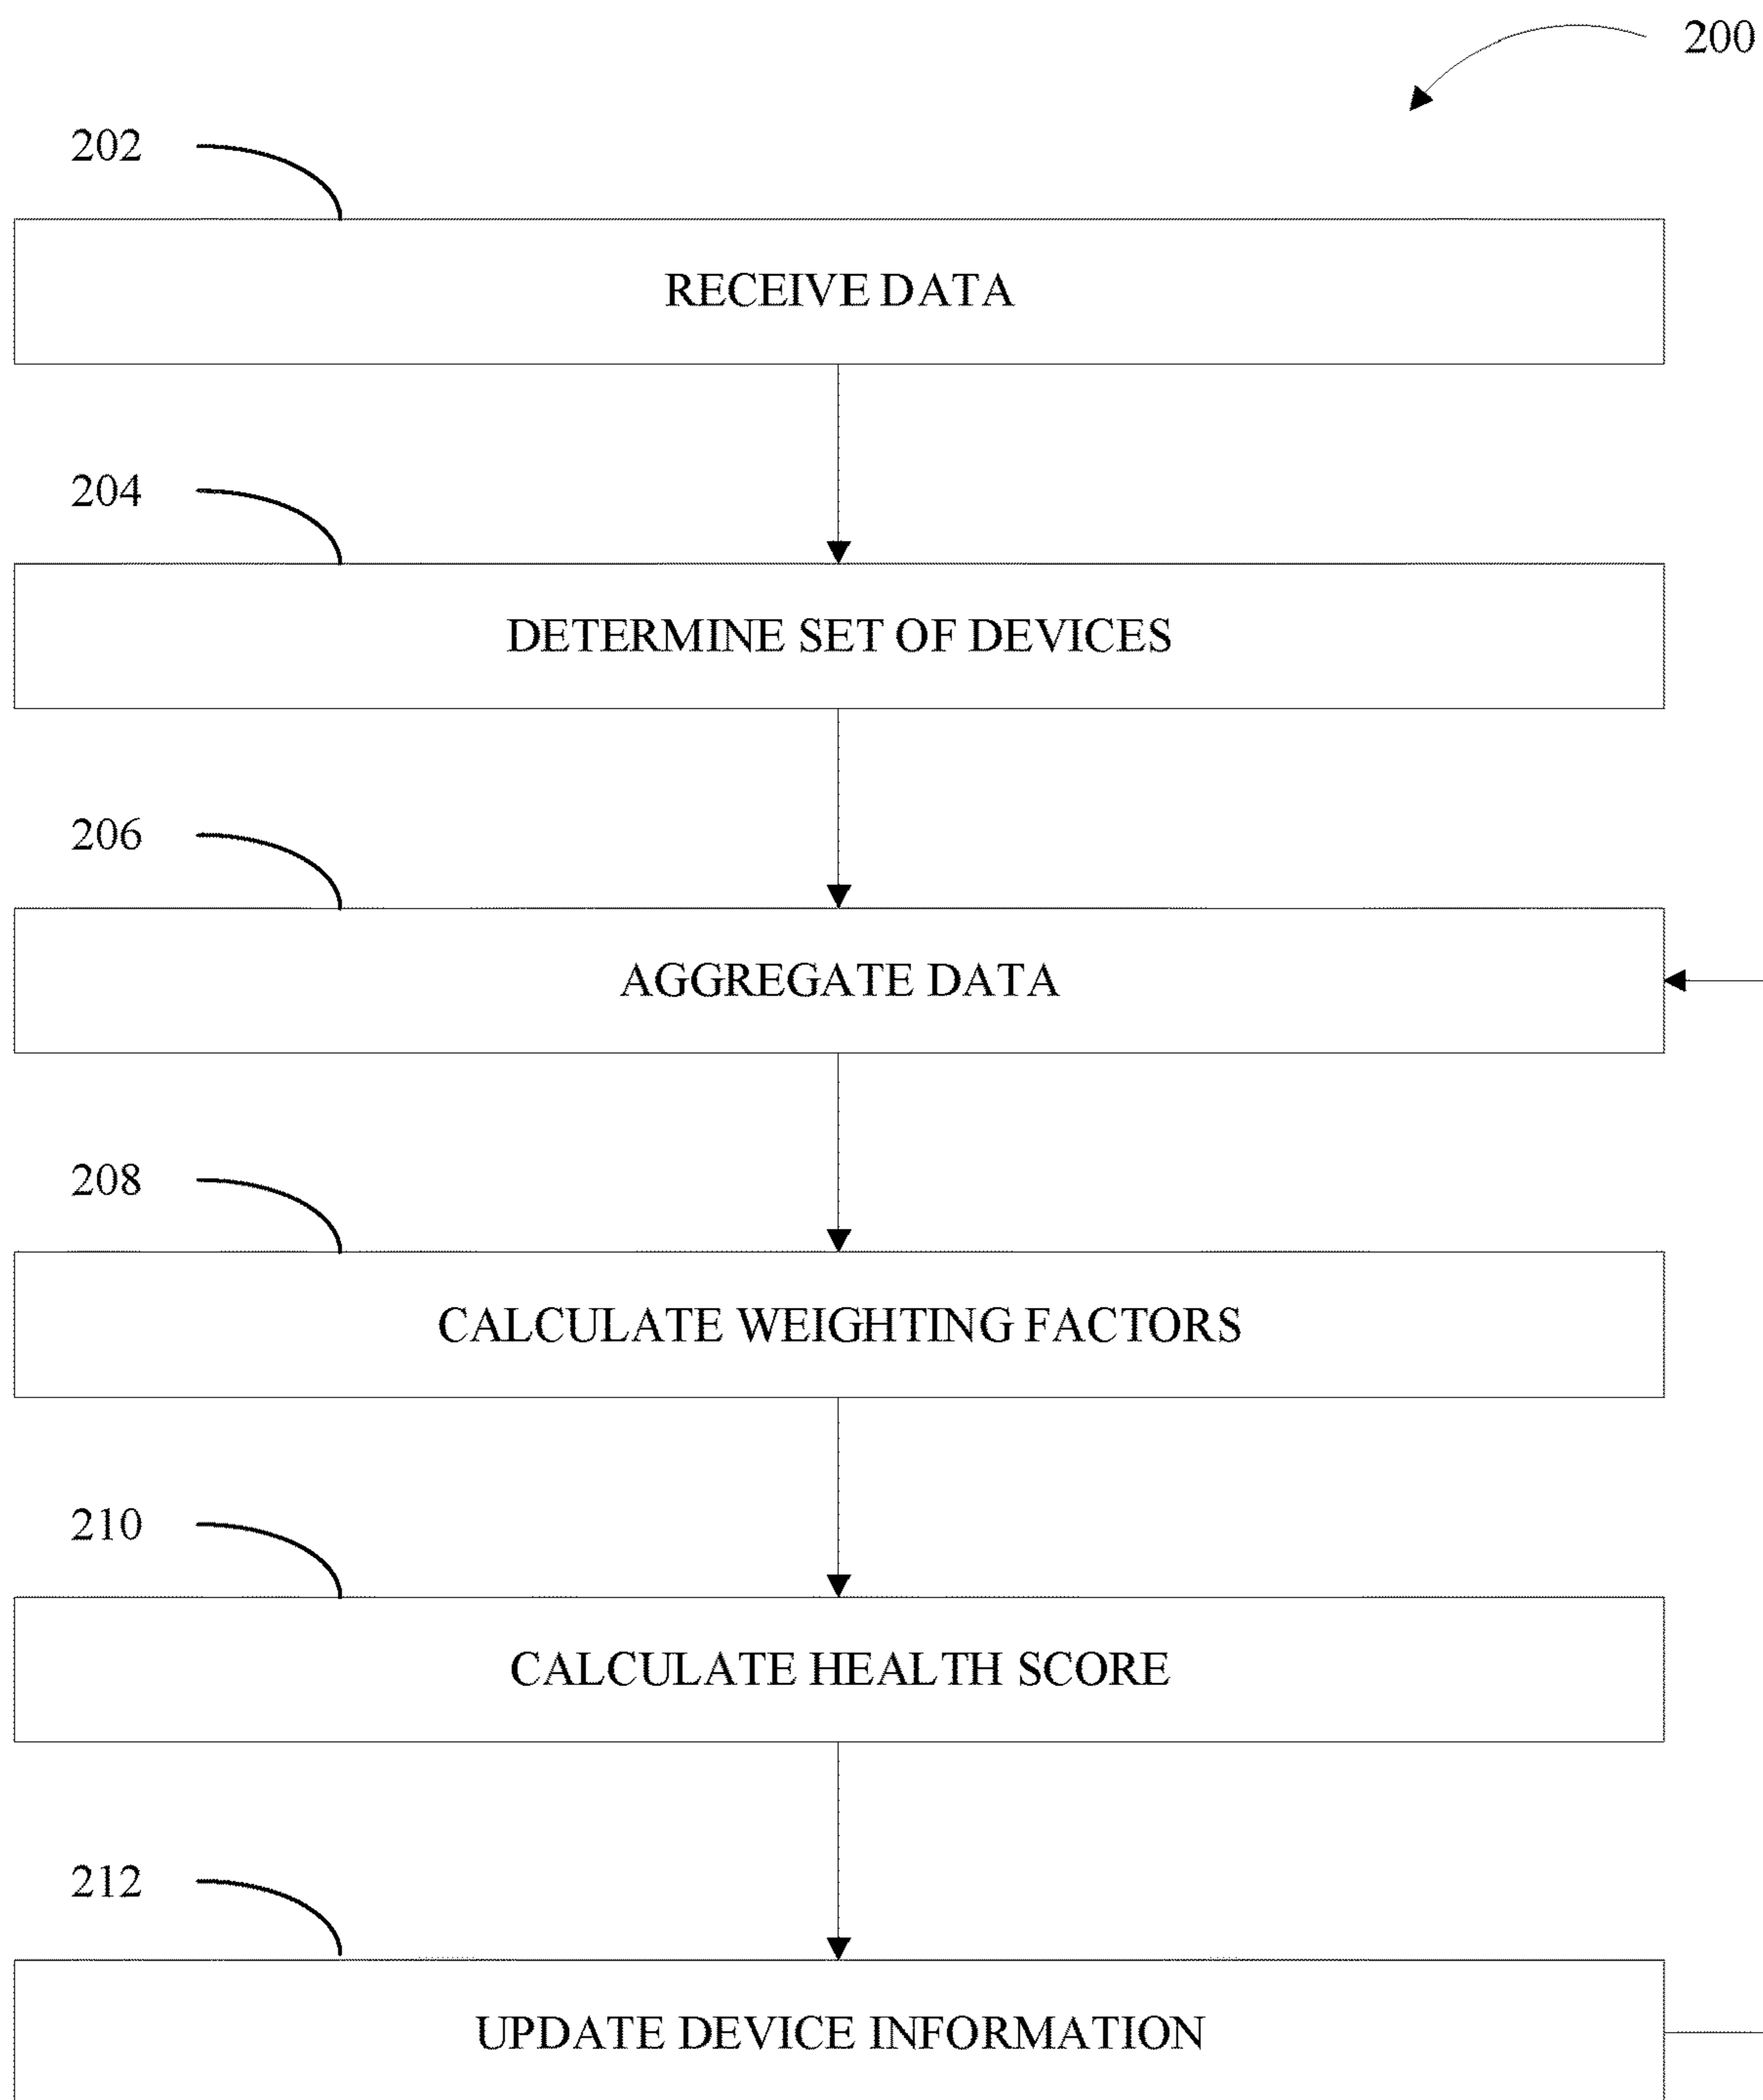 200
202
RECEIVE DATA
204
DETERMINE SET OF DEVICES
206
AGGREGATE DATA
208
CALCULATE WEIGHTING FACTORS
210
CALCULATE HEALTH SCORE
212
UPDATE DEVICE INFORMATION